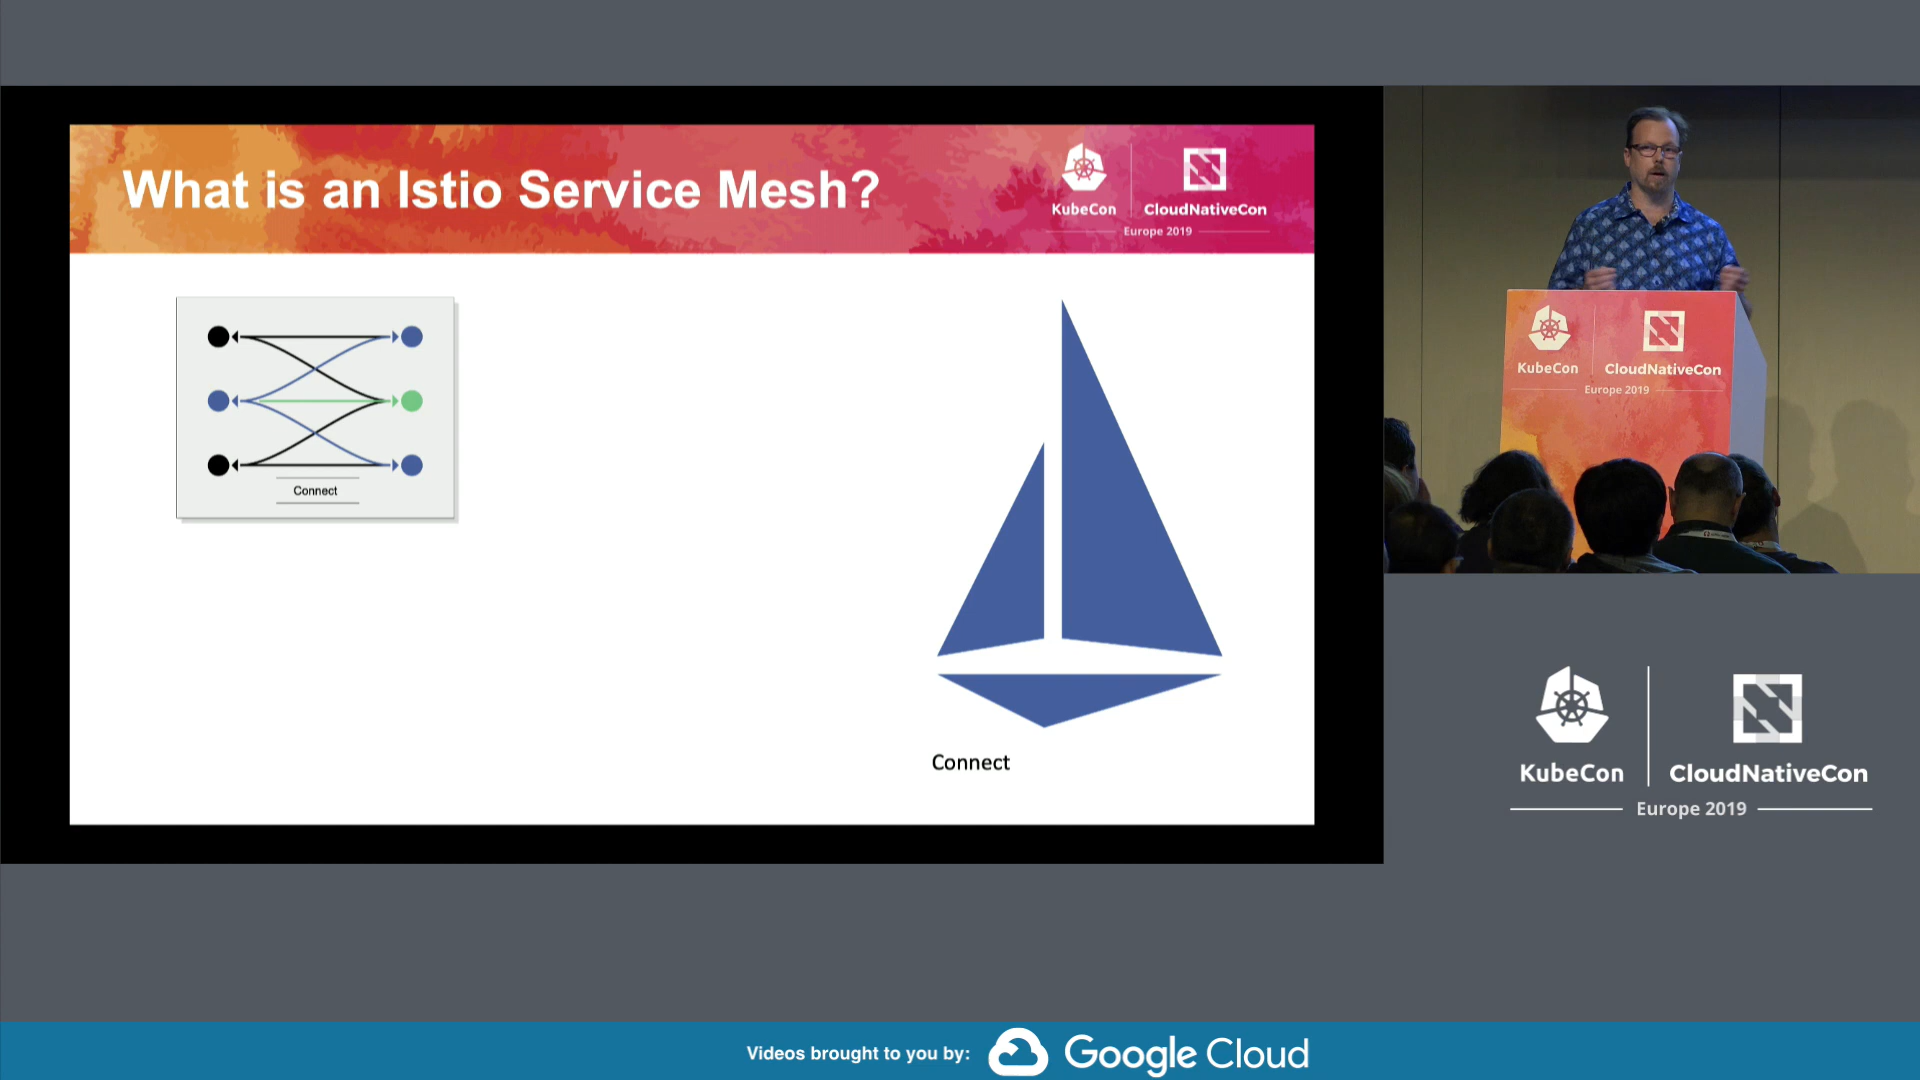 What is an Istio Service Mesh?
KubeCon
CloudNativeCon
Europe 2019
Connect
Connect
KubeCon
CloudNativeCon
Europe 2019
KubeCon
CloudNativeCon
Europe 2019
Videos brought to you by:
Google Cloud